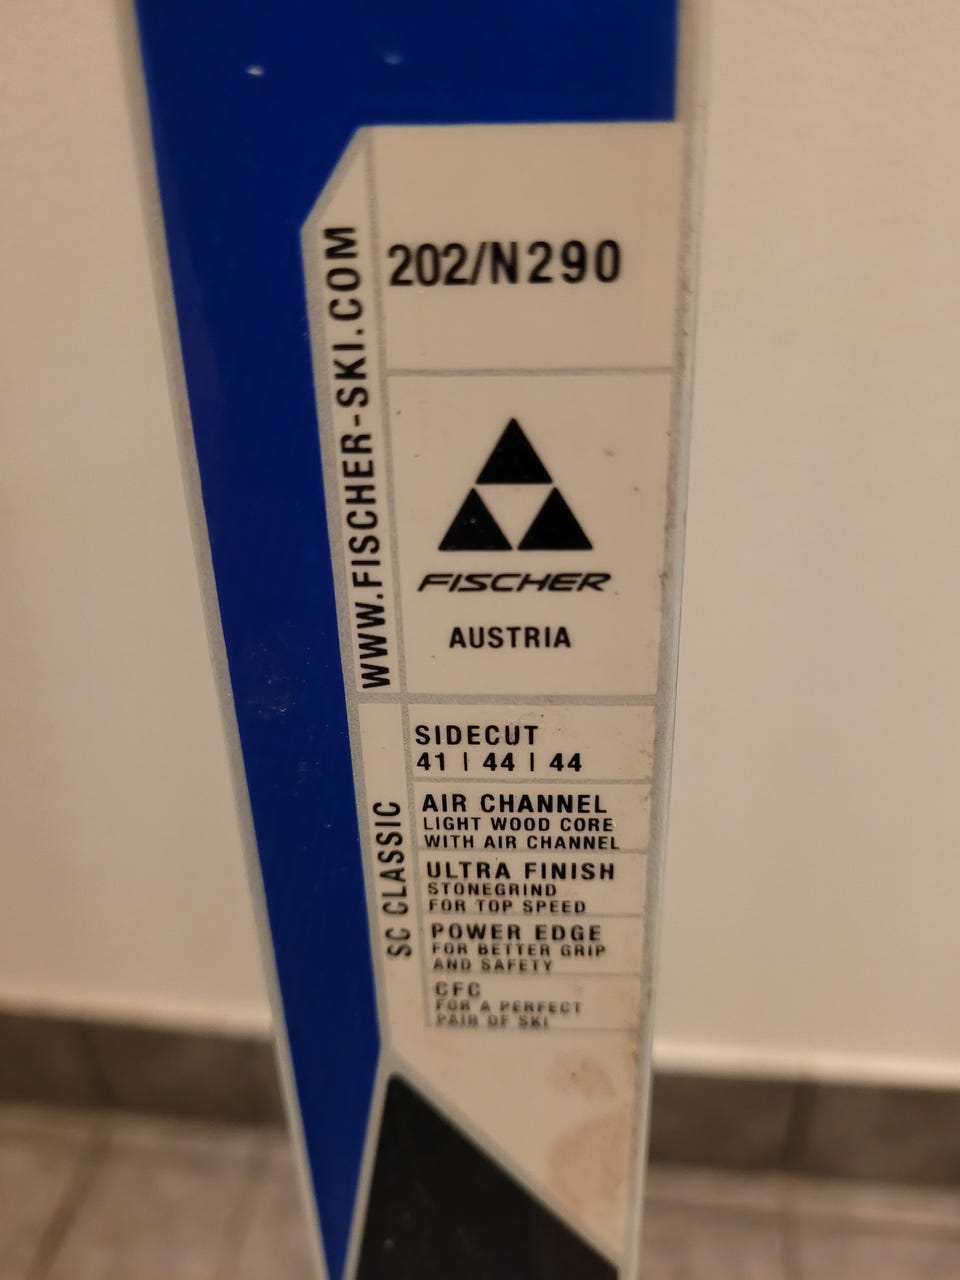 202/N290
WWW.FISCHER-SKI.COM
FISCHER
AUSTRIA
SC CLASSIC
SIDECUT
41 | 44 | 44
AIR CHANNEL
LIGHT WOOD CORE
WITH AIR CHANNEL
ULTRA FINISH
STONEGRIND
FOR TOP SPEED
POWER EDGE
FOR BETTER GRIP
AND SAFETY
CFC
FOR A PERFECT
PAIR OF SKI